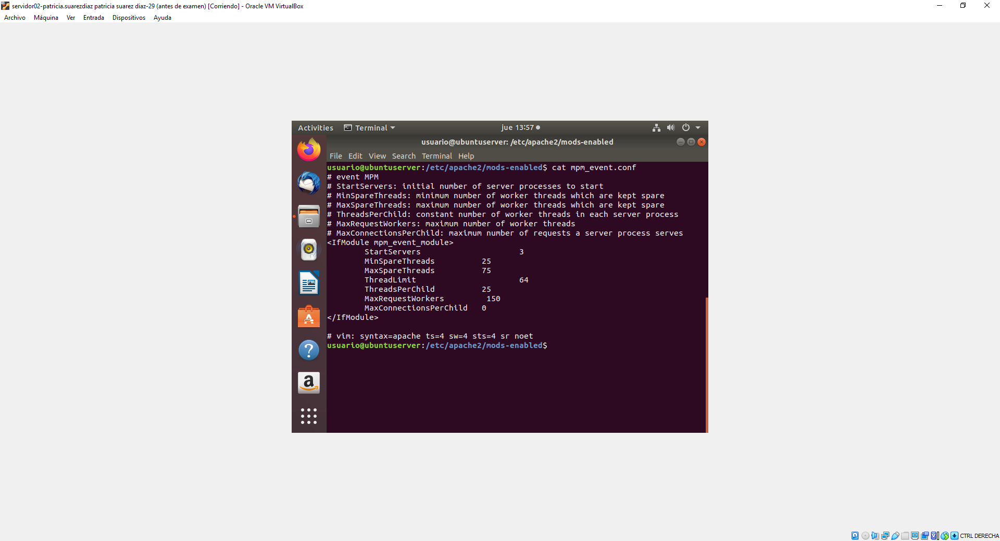 servidor02-patricia.suarezdiaz patricia suarez diaz-29 (antes de examen) [Corriendo] - Oracle VM VirtualBox
Archivo Máquina Ver Entrada Dispositivos Ayuda
Activities Terminal jue 13:57
usuario@ubuntuserver: /etc/apache2/mods-enabled
File Edit View Search Terminal Help
usuario@ubuntuserver:/etc/apache2/mods-enabled$ cat mpm_event.conf
# event MPM
# StartServers: initial number of server processes to start
# MinSpareThreads: minimum number of worker threads which are kept spare
# MaxSpareThreads: maximum number of worker threads which are kept spare
# ThreadsPerChild: constant number of worker threads in each server process
# MaxRequestWorkers: maximum number of worker threads
# MaxConnectionsPerChild: maximum number of requests a server process serves
<IfModule mpm_event_module>
        StartServers                     3
        MinSpareThreads          25
        MaxSpareThreads          75
        ThreadLimit                      64
        ThreadsPerChild          25
        MaxRequestWorkers         150
        MaxConnectionsPerChild   0
</IfModule>

# vim: syntax=apache ts=4 sw=4 sts=4 sr noet
usuario@ubuntuserver:/etc/apache2/mods-enabled$
CTRL DERECHA